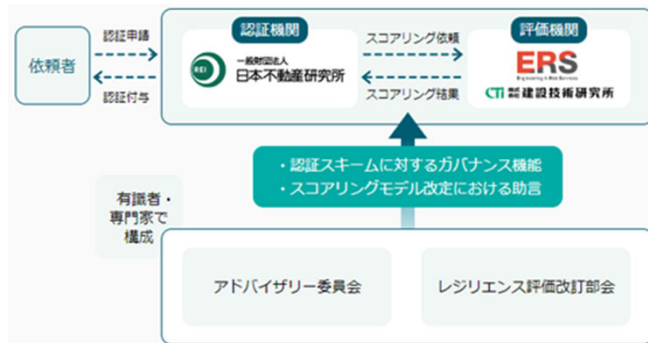 認証機関
評価機関
依頼者
認証申請
認証付与
REI
一般財団法人
日本不動産研究所
スコアリング依頼
スコアリング結果
ERS
Engineering & Risk Services
CTi 株式会社 建設技術研究所
・認証スキームに対するガバナンス機能
・スコアリングモデル改定における助言
有識者・
専門家で
構成
アドバイザリー委員会
レジリエンス評価改訂部会